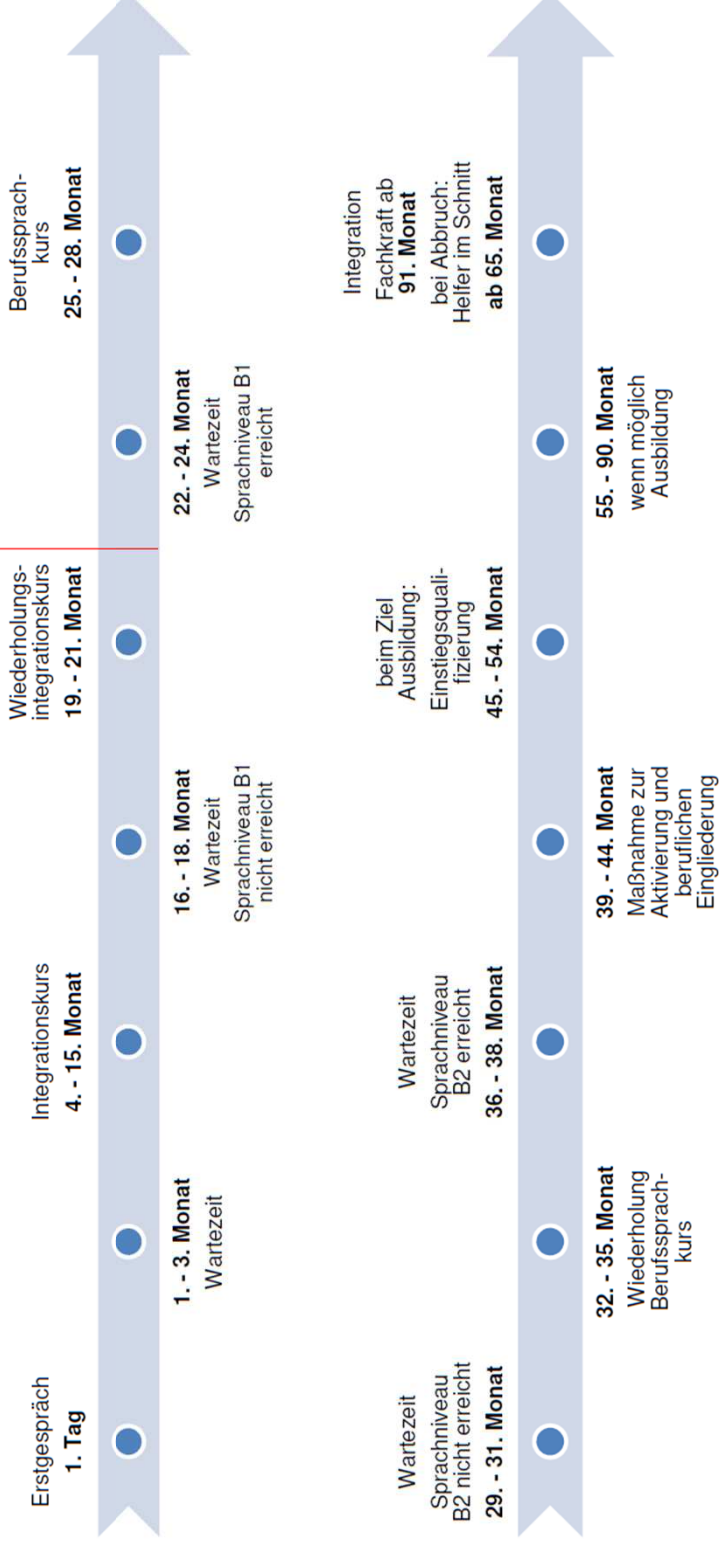 Erstgespräch
1. Tag
1. - 3. Monat
Wartezeit
Integrationskurs
4. - 15. Monat
16. - 18. Monat
Wartezeit
Sprachniveau B1
nicht erreicht
Wiederholungs-
integrationskurs
19. - 21. Monat
22. - 24. Monat
Wartezeit
Sprachniveau B1
erreicht
Berufssprach-
kurs
25. - 28. Monat
Wartezeit
Sprachniveau
B2 nicht erreicht
29. - 31. Monat
32. - 35. Monat
Wiederholung
Berufssprach-
kurs
Wartezeit
Sprachniveau
B2 erreicht
36. - 38. Monat
39. - 44. Monat
Maßnahme zur
Aktivierung und
beruflichen
Eingliederung
beim Ziel
Ausbildung:
Einstiegsquali-
fizierung
45. - 54. Monat
55. - 90. Monat
wenn möglich
Ausbildung
Integration
Fachkraft ab
91. Monat
bei Abbruch:
Helfer im Schnitt
ab 65. Monat